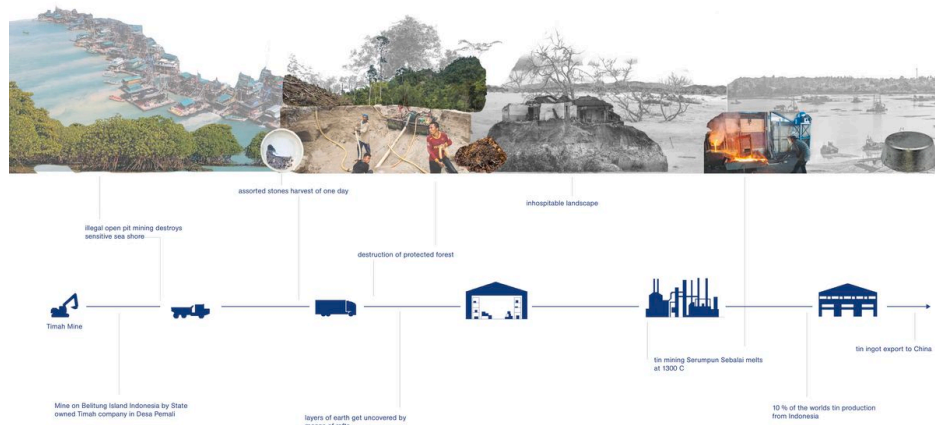 assorted stones harvest of one day
inhospitable landscape
illegal open pit mining destroys
sensitive sea shore
destruction of protected forest
Timah Mine
tin ingot export to China
tin mining Serumpun Sebalai melts
at 1300 C
Mine on Belitung Island Indonesia by State
owned Timah company in Desa Pemali
10 % of the worlds tin production
from Indonesia
layers of earth get uncovered by